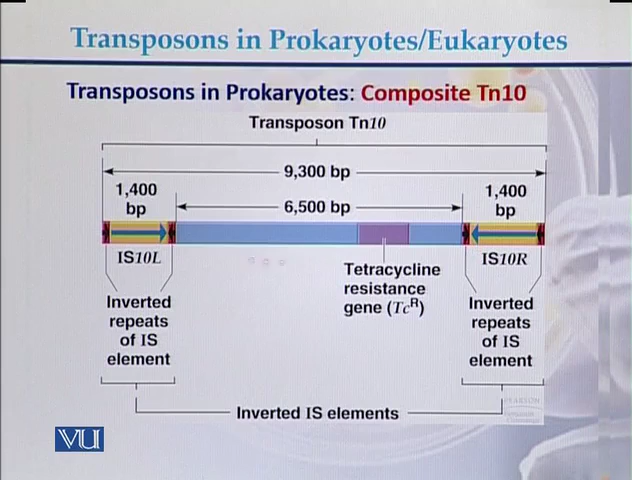 Transposons in Prokaryotes/Eukaryotes
Transposons in Prokaryotes: Composite Tn10
Transposon Tn10
9,300 bp
1,400
bp
6,500 bp
1,400
bp
IS10L
IS10R
Tetracycline
resistance
gene (TcR)
Inverted
repeats
of IS
element
Inverted
repeats
of IS
element
Inverted IS elements
PEARSON
VU